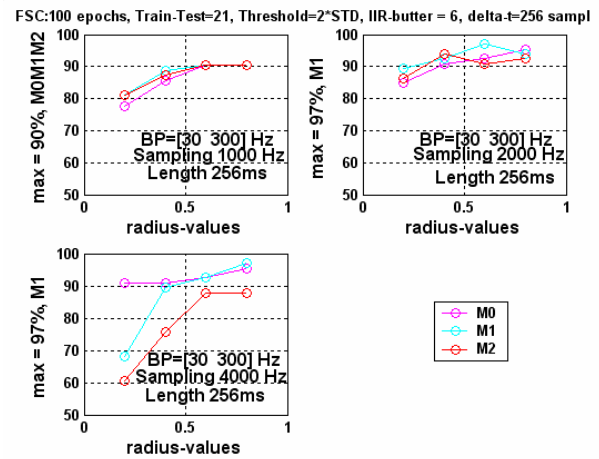 FSC:100 epochs, Train-Test=21, Threshold=2*STD, IIR-butter = 6, delta-t=256 sampl
max = 90%, M0M1M2
100
90
80
70
60
50
BP=[30 300] Hz
Sampling 1000 Hz
Length 256ms
0
0.5
1
radius-values
max = 97%, M1
100
90
80
70
60
50
BP=[30 300] Hz
Sampling 2000 Hz
Length 256ms
0
0.5
1
radius-values
max = 97%, M1
100
90
80
70
60
50
BP=[30 300] Hz
Sampling 4000 Hz
Length 256ms
0
0.5
1
radius-values
M0
M1
M2